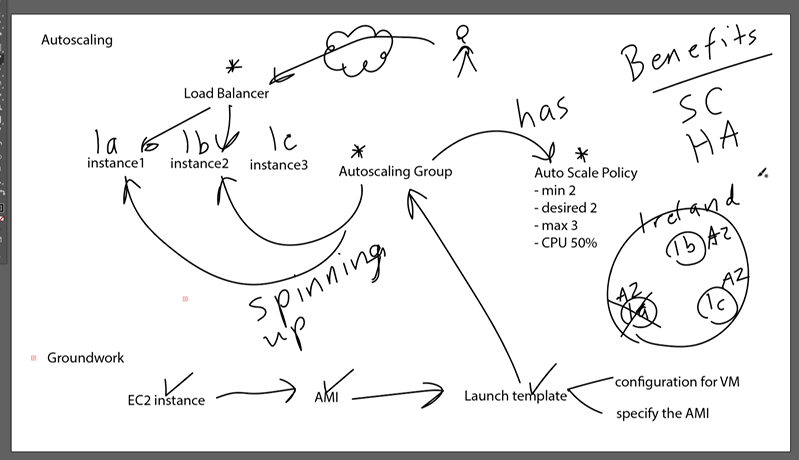 Autoscaling
Benefits
SC
HA
*
Load Balancer
has
1a 1b 1c
instance1 instance2 instance3
*
Autoscaling Group
*
Auto Scale Policy
- min 2
- desired 2
- max 3
- CPU 50%
Ireland
1b AZ
AZ
1a
AZ
1c
spinning
up
Groundwork
EC2 instance
AMI
Launch template
configuration for VM
specify the AMI